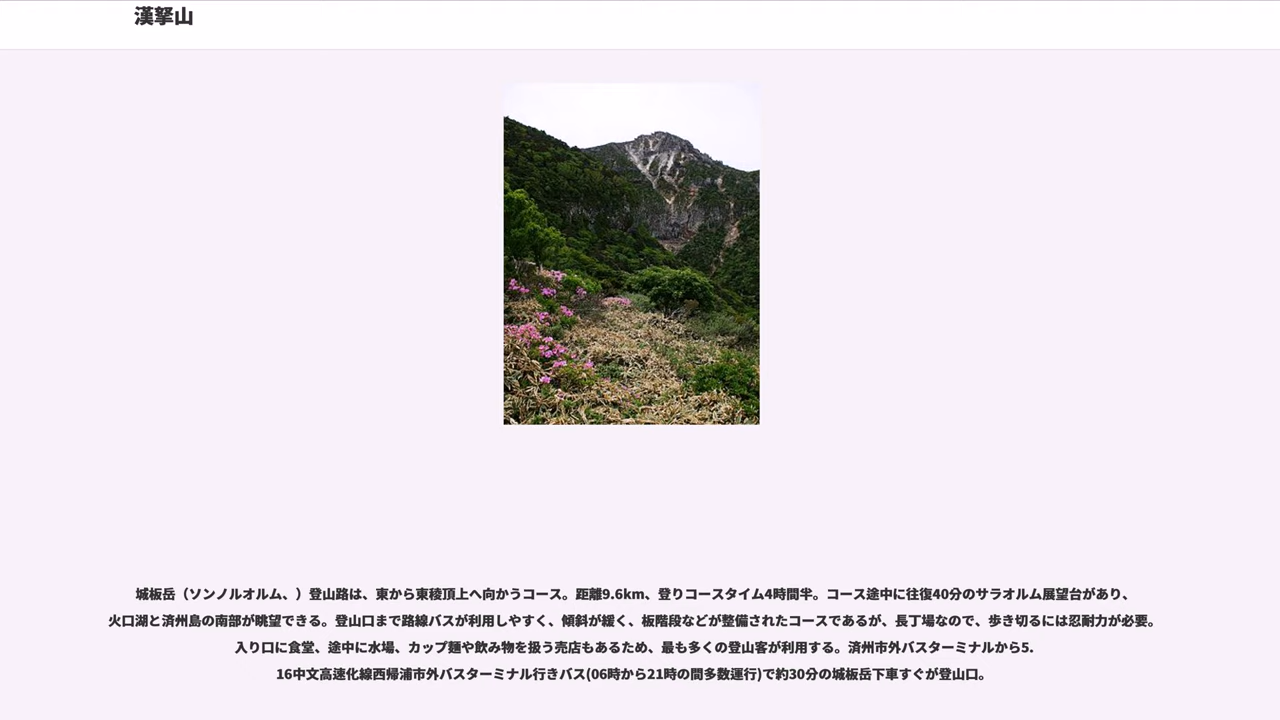 漢拏山
城板岳（ソンノルオルム、）登山路は、東から東稜頂上へ向かうコース。距離9.6km、登りコースタイム4時間半。コース途中に往復40分のサラオルム展望台があり、
火口湖と済州島の南部が眺望できる。登山口まで路線バスが利用しやすく、傾斜が緩く、板階段などが整備されたコースであるが、長丁場なので、歩き切るには忍耐力が必要。
入り口に食堂、途中に水場、カップ麺や飲み物を扱う売店もあるため、最も多くの登山客が利用する。済州市外バスターミナルから5.
16中文高速化線西帰浦市外バスターミナル行きバス(06時から21時の間多数運行)で約30分の城板岳下車すぐが登山口。